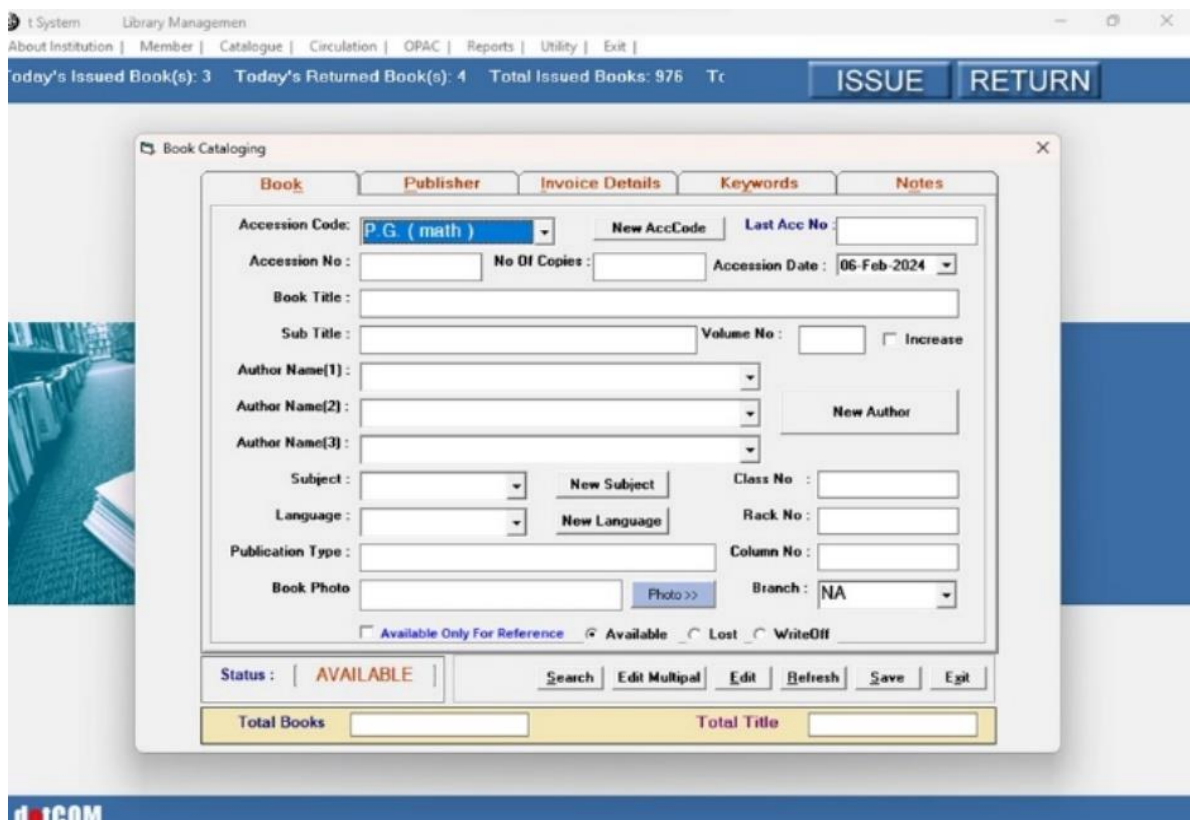 t System Library Managemen
About Institution | Member | Catalogue | Circulation | OPAC | Reports | Utility | Exit |
Today's Issued Book(s): 3 Today's Returned Book(s): 4 Total Issued Books: 976 To
ISSUE RETURN
Book Cataloging
Book Publisher Invoice Details Keywords Notes
Accession Code: P.G. ( math ) New AccCode Last Acc No :
Accession No : No Of Copies : Accession Date : 06-Feb-2024
Book Title :
Sub Title : Volume No : Increase
Author Name(1) :
Author Name(2) : New Author
Author Name(3) :
Subject : New Subject Class No :
Language : New Language Rack No :
Publication Type : Column No :
Book Photo Photo >> Branch : NA
Available Only For Reference Available Lost WriteOff
Status : [ AVAILABLE ] Search Edit Multipal Edit Refresh Save Exit
Total Books Total Title
dotCOM